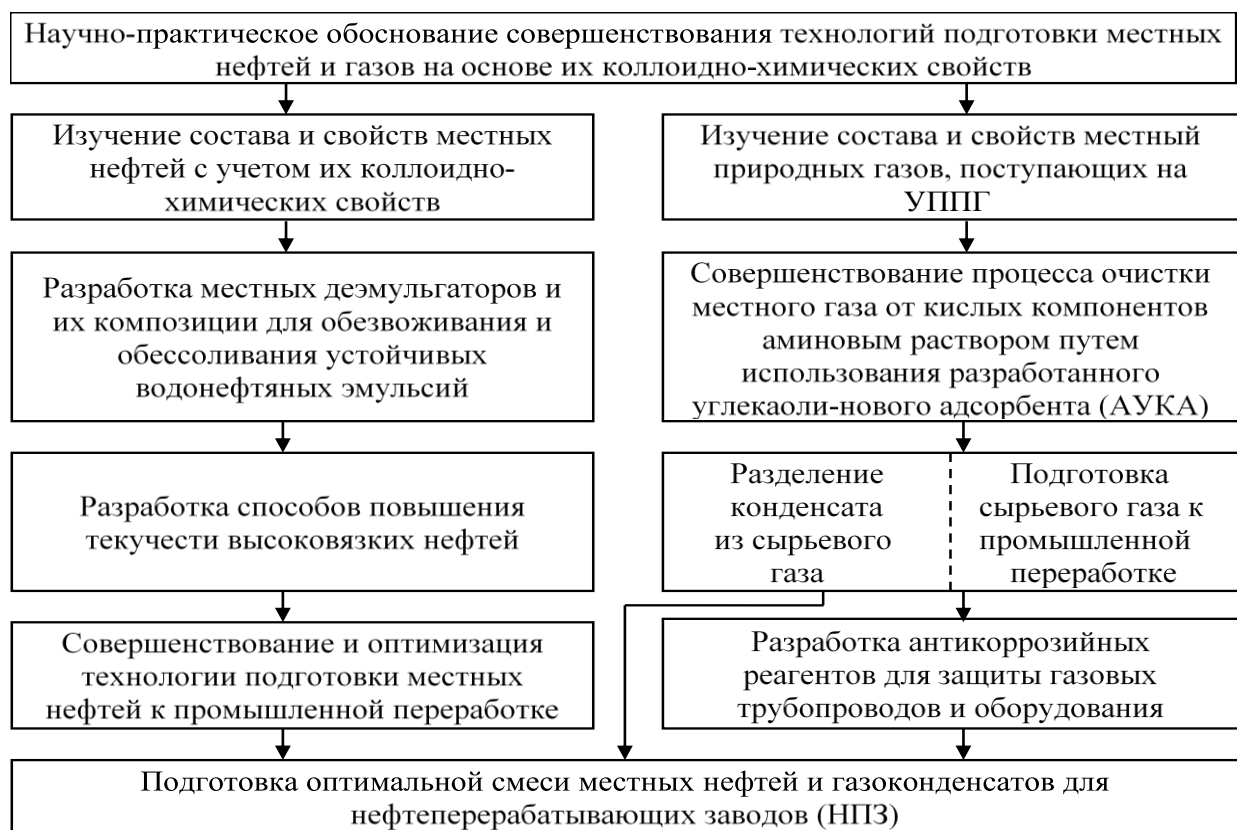 Научно-практическое обоснование совершенствования технологий подготовки местных
нефтей и газов на основе их коллоидно-химических свойств
Изучение состава и свойств местных
нефтей с учетом их коллоидно-
химических свойств
Изучение состава и свойств местный
природных газов, поступающих на
УППГ
Разработка местных деэмульгаторов и
их композиции для обезвоживания и
обессоливания устойчивых
водонефтяных эмульсий
Совершенствование процесса очистки
местного газа от кислых компонентов
аминовым раствором путем
использования разработанного
углекаоли-нового адсорбента (АУКА)
Разработка способов повышения
текучести высоковязких нефтей
Разделение
конденсата
из сырьевого
газа
Подготовка
сырьевого газа к
промышленной
переработке
Совершенствование и оптимизация
технологии подготовки местных
нефтей к промышленной переработке
Разработка антикоррозийных
реагентов для защиты газовых
трубопроводов и оборудования
Подготовка оптимальной смеси местных нефтей и газоконденсатов для
нефтеперерабатывающих заводов (НПЗ)